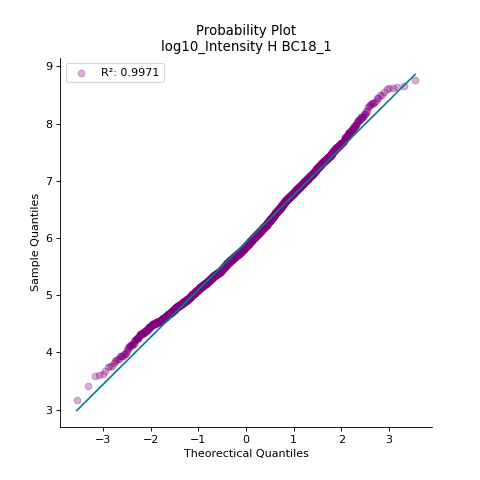 Probability Plot
log10_Intensity H BC18_1
R²: 0.9971
9
8
7
6
5
4
3
Sample Quantiles
−3
−2
−1
0
1
2
3
Theorectical Quantiles